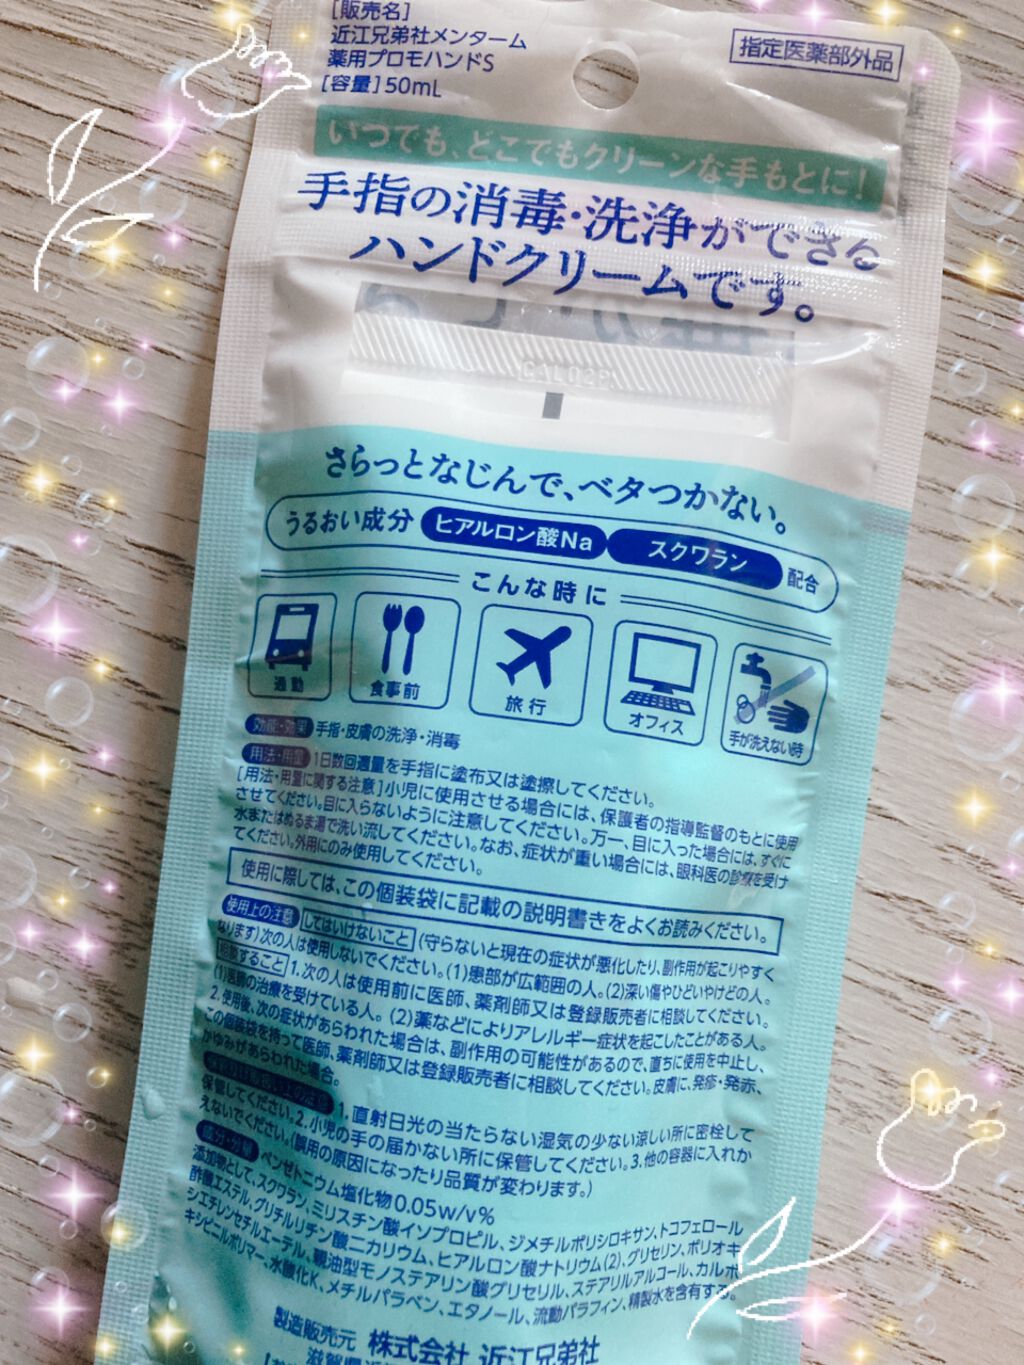 [販売名]
近江兄弟社メンターム
薬用プロモハンドS
[容量]50mL
指定医薬部外品
いつでも、どこでもクリーンな手もとに!
手指の消毒・洗浄ができる
ハンドクリームです。
さらっとなじんで、ベタつかない。
うるおい成分 ヒアルロン酸Na スクワラン 配合
こんな時に
通勤
食事前
旅行
オフィス
手が洗えない時
効能・効果 手指・皮膚の洗浄・消毒
用法・用量 1日数回適量を手指に塗布又は塗擦してください。
[用法・用量に関する注意]小児に使用させる場合には、保護者の指導監督のもとに使用
させてください。目に入らないように注意してください。万一、目に入った場合には、すぐに
水またはぬるま湯で洗い流してください。なお、症状が重い場合には、眼科医の診療を受け
てください。外用にのみ使用してください。
使用に際しては、この個装袋に記載の説明書きをよくお読みください。
使用上の注意 してはいけないこと (守らないと現在の症状が悪化したり、副作用が起こりやすく
なります)次の人は使用しないでください。(1)患部が広範囲の人。(2)深い傷やひどいやけどの人。
相談すること 1.次の人は使用前に医師、薬剤師又は登録販売者に相談してください。
(1)医師の治療を受けている人。(2)薬などによりアレルギー症状を起こしたことがある人。
2.使用後、次の症状があらわれた場合は、副作用の可能性があるので、直ちに使用を中止し、
この個装袋を持って医師、薬剤師又は登録販売者に相談してください。皮膚に、発疹・発赤、
かゆみがあらわれた場合。
1.直射日光の当たらない湿気の少ない涼しい所に密栓して
保管してください。2.小児の手の届かない所に保管してください。3.他の容器に入れか
えないでください。(誤用の原因になったり品質が変わります。)
成分・分量 ベンゼトニウム塩化物0.05w/v%
添加物として、スクワラン、ミリスチン酸イソプロピル、ジメチルポリシロキサン、トコフェロール
酢酸エステル、グリチルリチン酸二カリウム、ヒアルロン酸ナトリウム(2)、グリセリン、ポリオキ
シエチレンセチルエーテル、親油型モノステアリン酸グリセリル、ステアリルアルコール、カルボ
キシビニルポリマー、水酸化K、メチルパラベン、エタノール、流動パラフィン、精製水を含有する。
製造販売元 株式会社 近江兄弟社